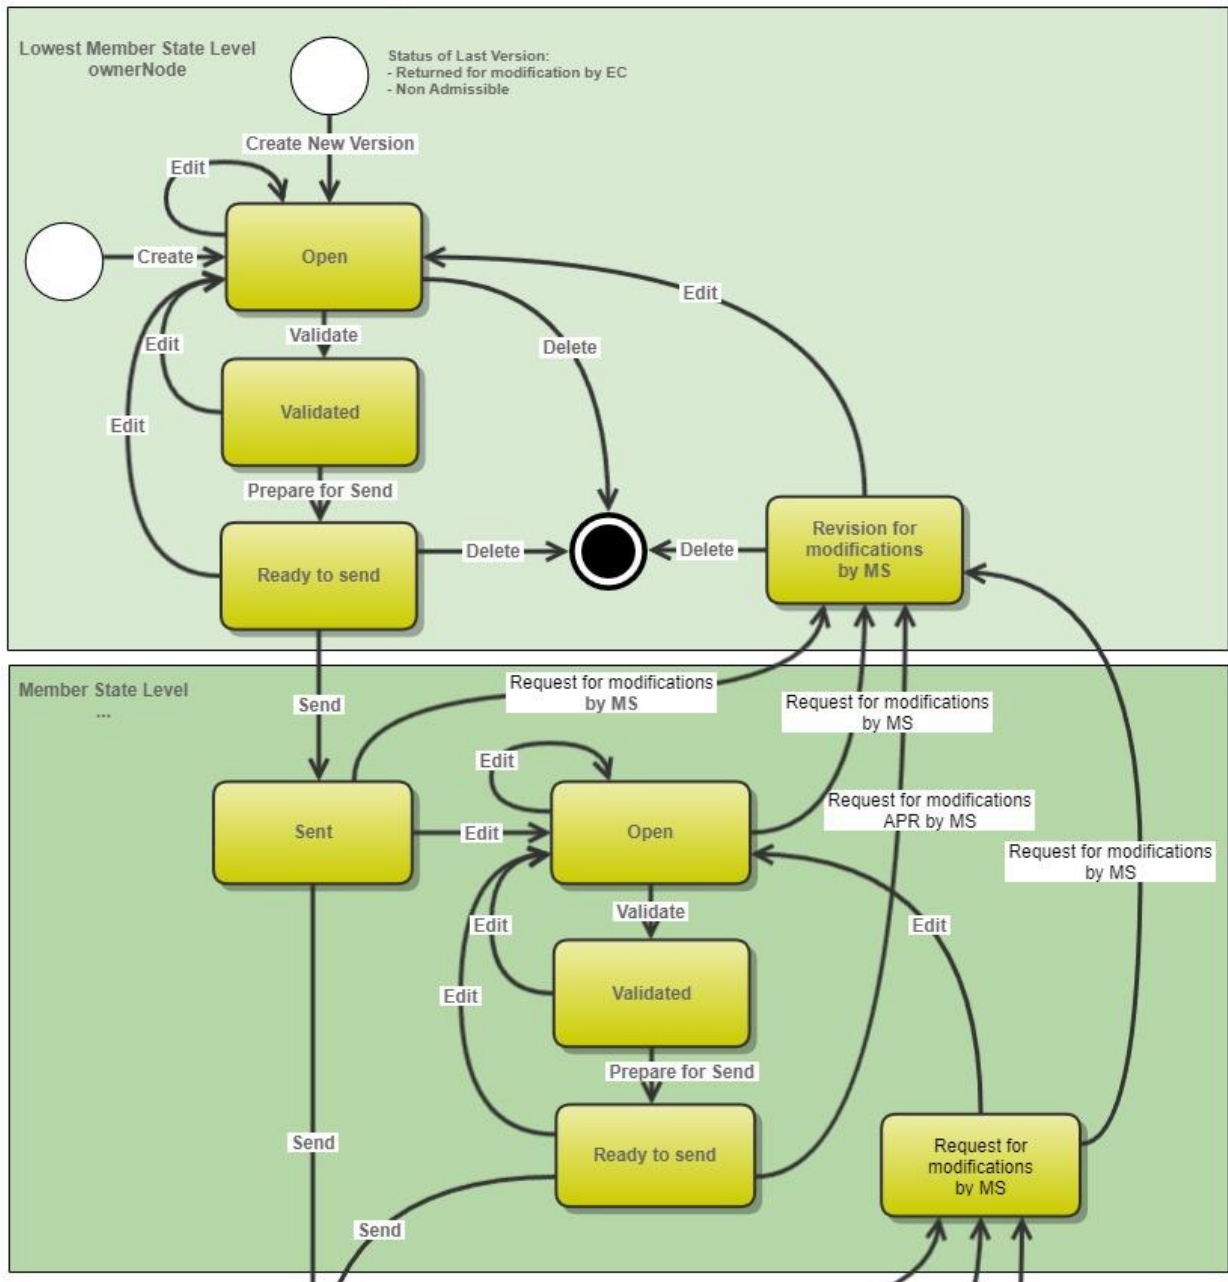 Lowest Member State Level
ownerNode
Status of Last Version:
- Returned for modification by EC
- Non Admissible
Create New Version
Edit
Create
Open
Edit
Validate
Edit
Delete
Validated
Edit
Prepare for Send
Revision for
modifications
by MS
Delete
Delete
Ready to send
Member State Level
...
Send
Request for modifications
by MS
Request for modifications
by MS
Edit
Request for modifications
APR by MS
Sent
Edit
Open
Request for modifications
by MS
Validate
Edit
Edit
Validated
Edit
Prepare for Send
Send
Ready to send
Request for
modifications
by MS
Send